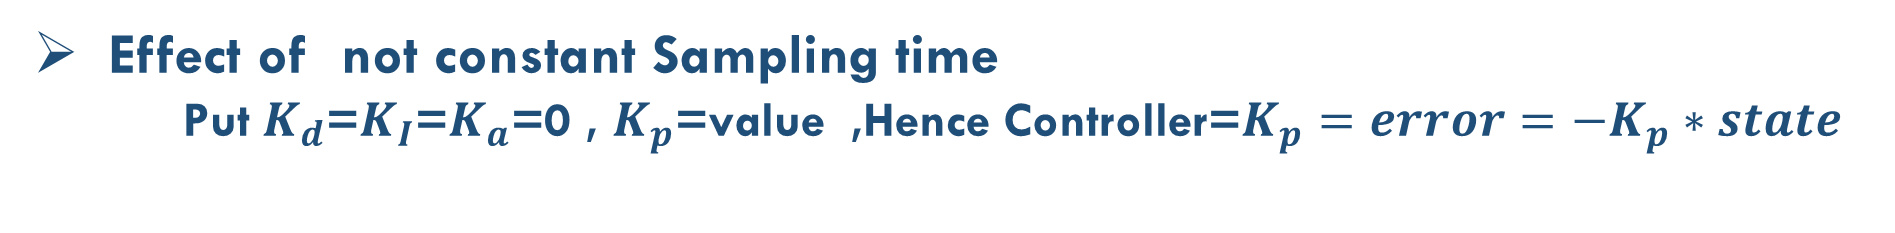 ➢ Effect of not constant Sampling time
Put K_d=K_I=K_a=0 , K_p=value ,Hence Controller=K_p = error = −K_p ∗ state